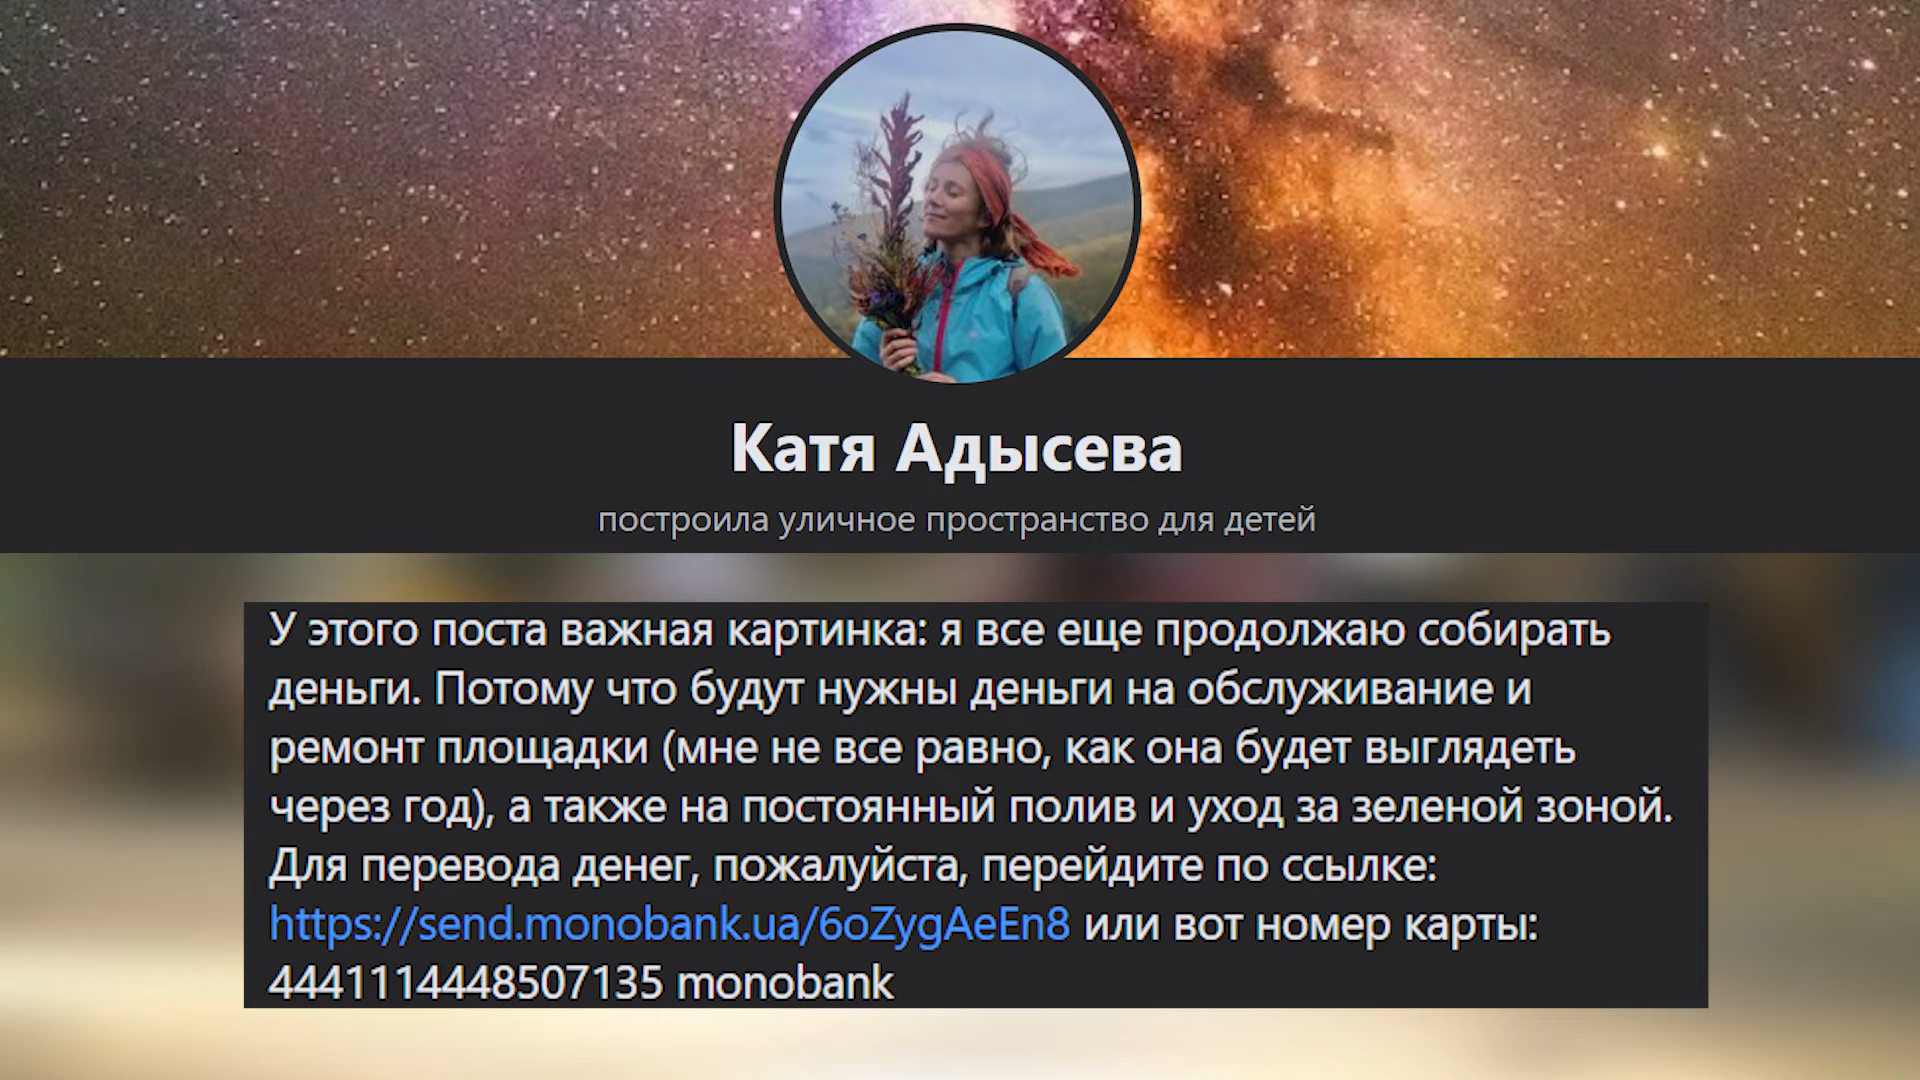 Катя Адысева
построила уличное пространство для детей
У этого поста важная картинка: я все еще продолжаю собирать
деньги. Потому что будут нужны деньги на обслуживание и
ремонт площадки (мне не все равно, как она будет выглядеть
через год), а также на постоянный полив и уход за зеленой зоной.
Для перевода денег, пожалуйста, перейдите по ссылке:
https://send.monobank.ua/6oZygAeEn8 или вот номер карты:
4441114448507135 monobank